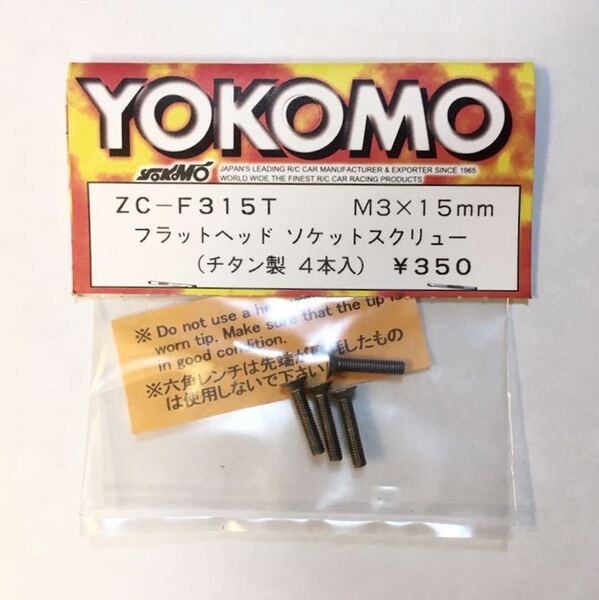 YOKOMO
YOKOMO
JAPAN'S LEADING R/C CAR MANUFACTURER & EXPORTER SINCE 1965
WORLD WIDE THE FINEST R/C CAR RACING PRODUCTS
ZC-F315T M3×15mm
フラットヘッド ソケットスクリュー
(チタン製 4本入) ¥350
※ Do not use a he
worn tip. Make sure that the tip is
in good condition.
※六角レンチは先端が 耗したもの
は使用しないで下さい